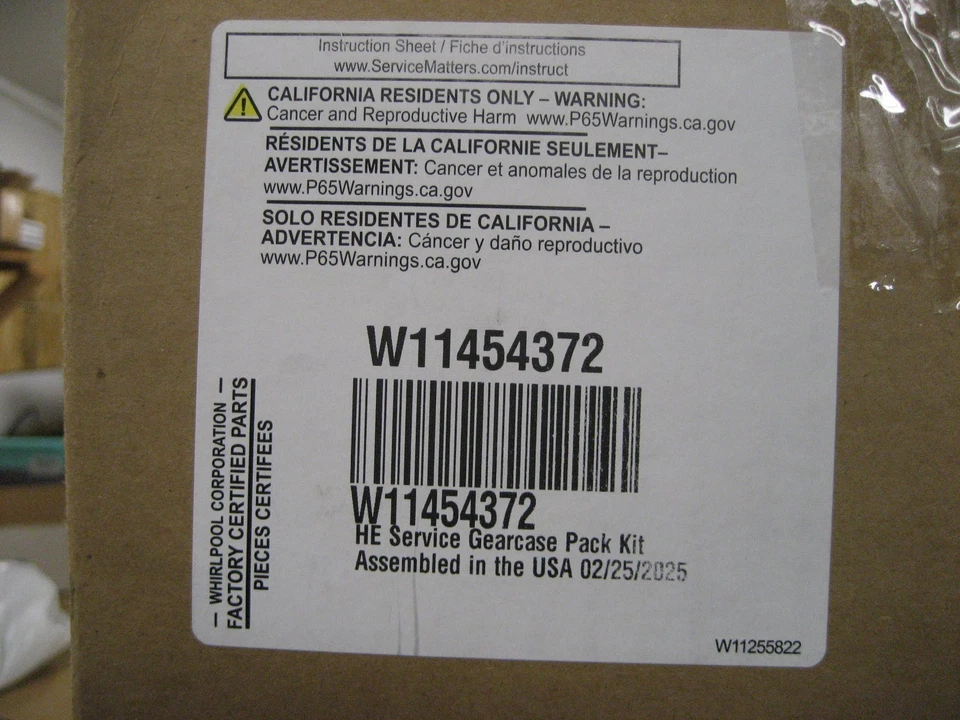 Instruction Sheet / Fiche d'instructions
www.ServiceMatters.com/instruct
CALIFORNIA RESIDENTS ONLY – WARNING:
Cancer and Reproductive Harm www.P65Warnings.ca.gov
RÉSIDENTS DE LA CALIFORNIE SEULEMENT–
AVERTISSEMENT: Cancer et anomales de la reproduction
www.P65Warnings.ca.gov
SOLO RESIDENTES DE CALIFORNIA –
ADVERTENCIA: Cáncer y daño reproductivo
www.P65Warnings.ca.gov
W11454372
W11454372
HE Service Gearcase Pack Kit
Assembled in the USA 02/25/2025
– WHIRLPOOL CORPORATION –
FACTORY CERTIFIED PARTS
PIECES CERTIFEES
W11255822